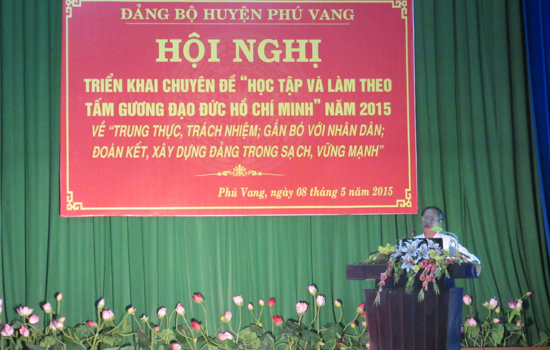 ĐẢNG BỘ HUYỆN PHÚ VANG
HỘI NGHỊ
TRIỂN KHAI CHUYÊN ĐỀ “HỌC TẬP VÀ LÀM THEO
TẤM GƯƠNG ĐẠO ĐỨC HỒ CHÍ MINH” NĂM 2015
VỀ “TRUNG THỰC, TRÁCH NHIỆM; GẮN BÓ VỚI NHÂN DÂN;
ĐOÀN KẾT, XÂY DỰNG ĐẢNG TRONG SẠCH, VỮNG MẠNH”
Phú Vang, ngày 08 tháng 5 năm 2015